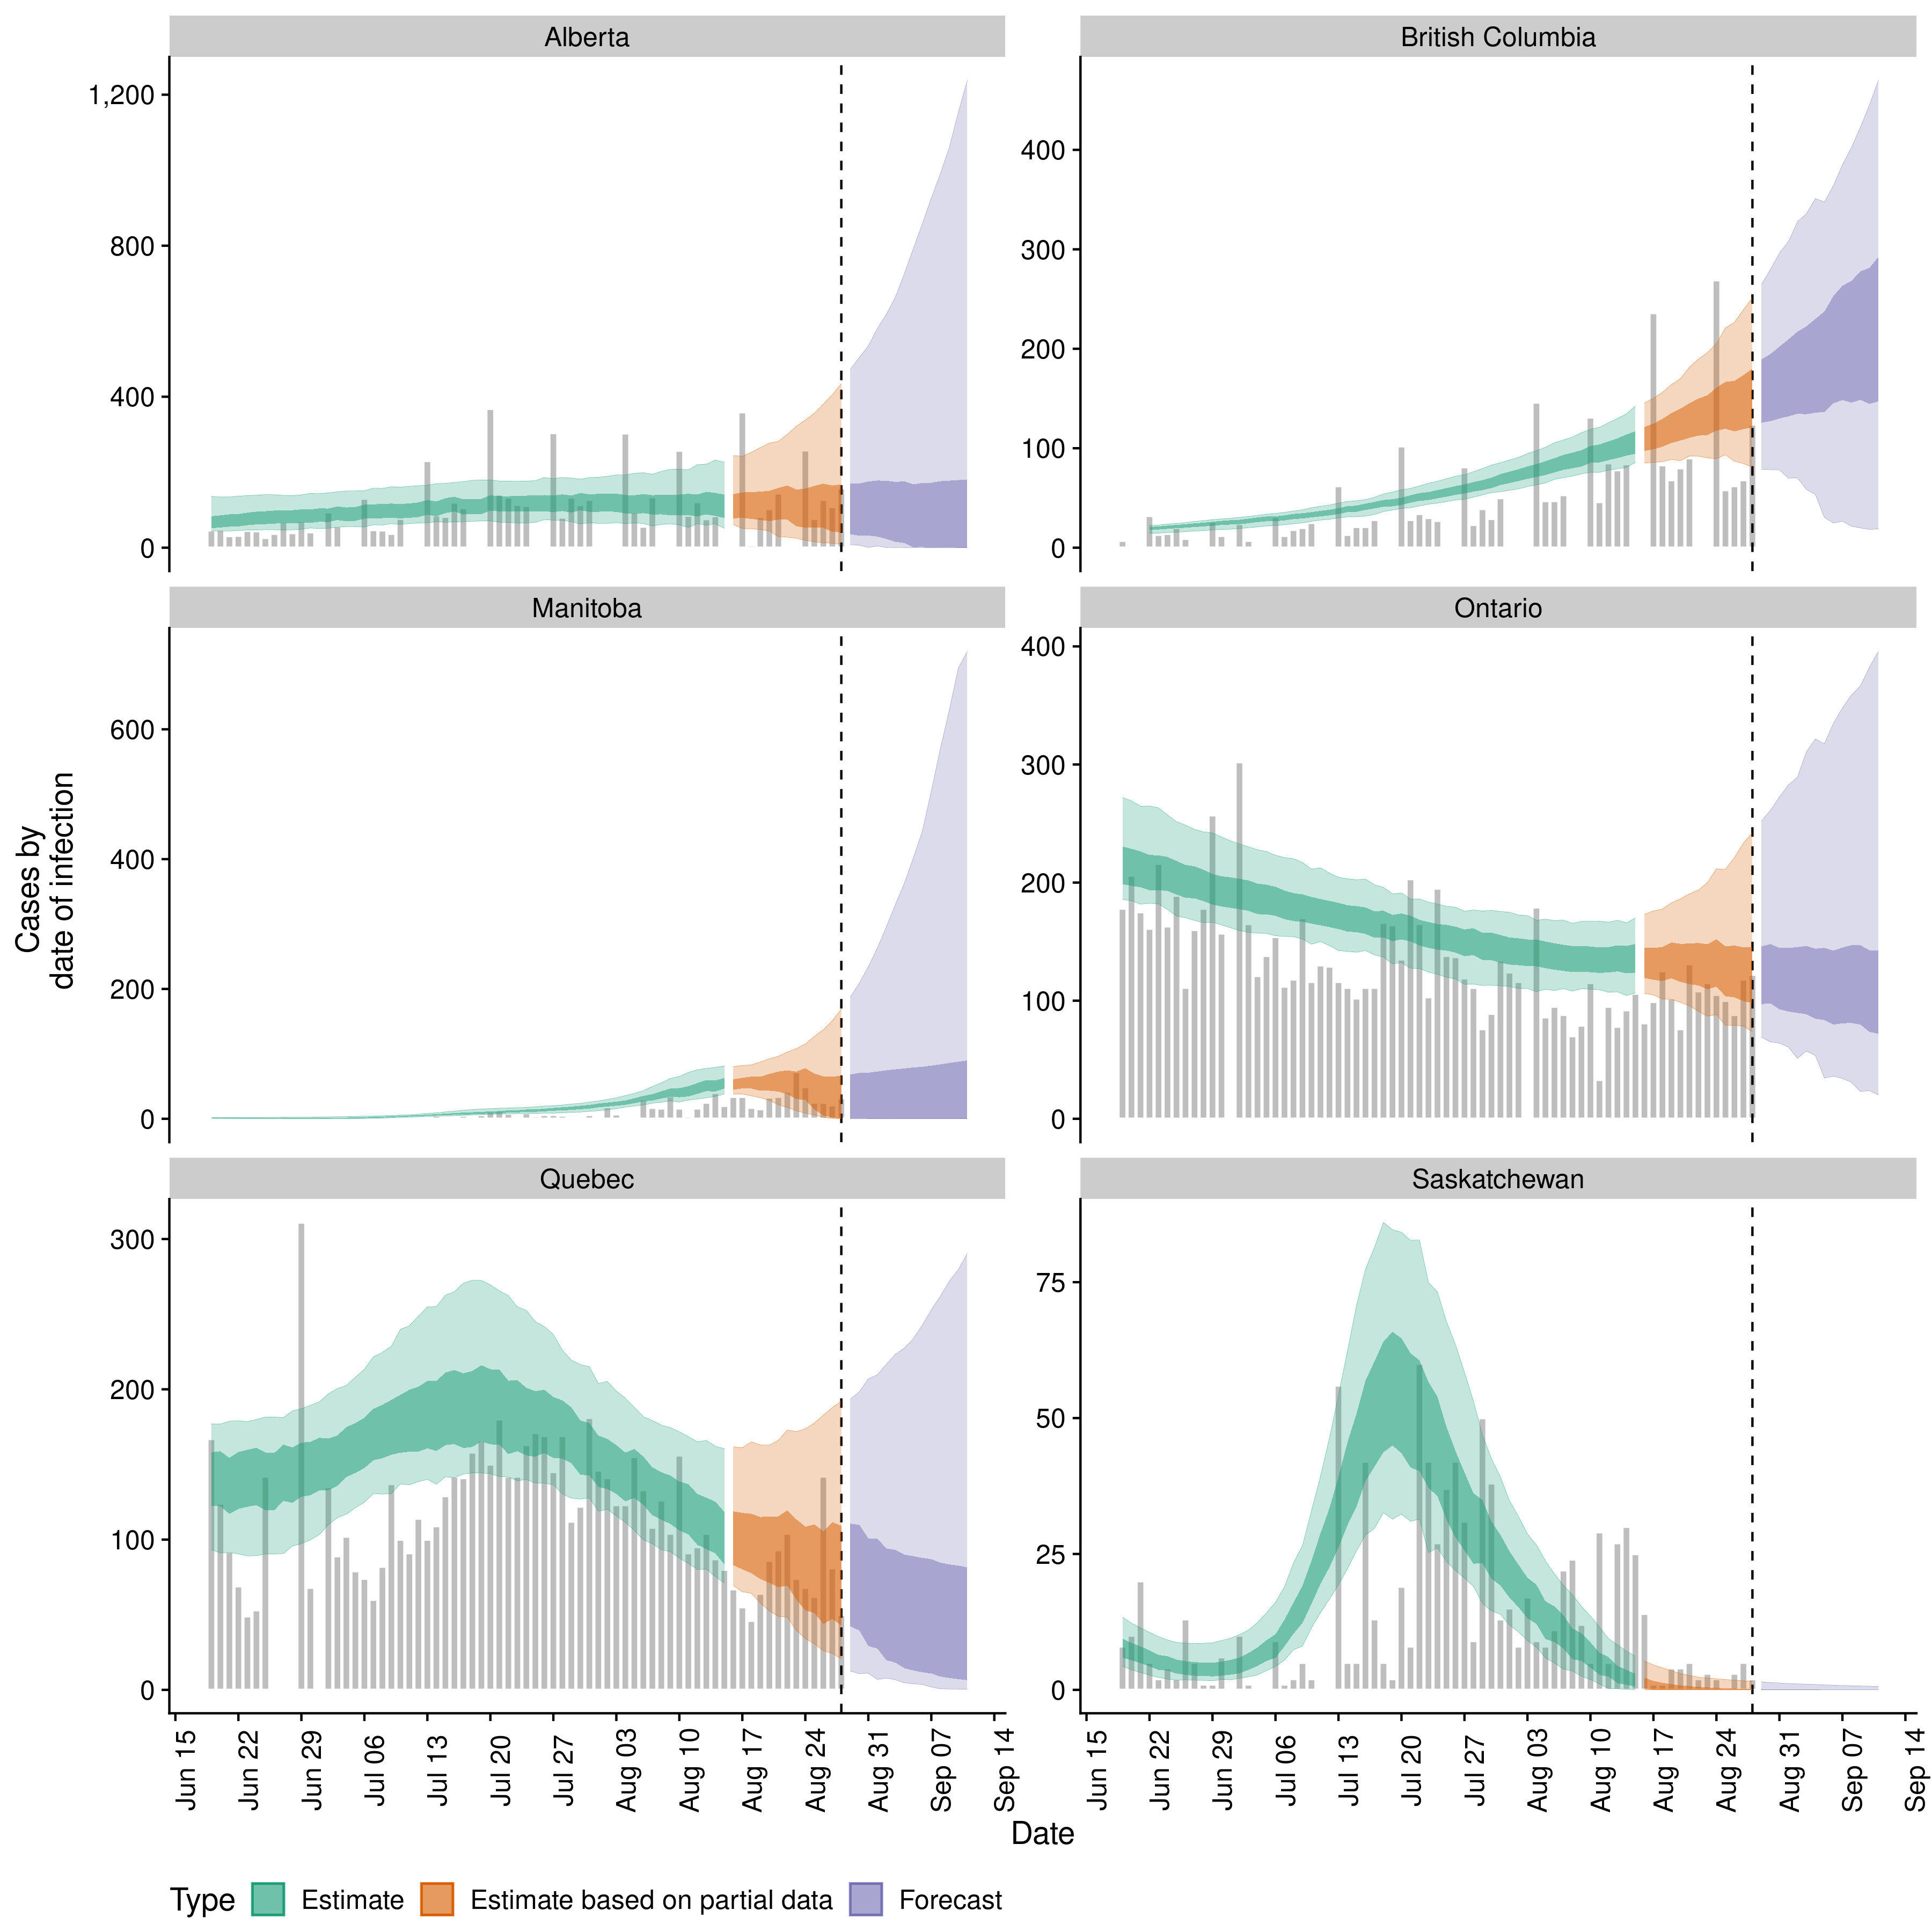 Alberta
British Columbia
1,200
800
400
0
400
300
200
100
0
Manitoba
Ontario
600
400
200
0
400
300
200
100
0
Cases by
date of infection
Quebec
Saskatchewan
300
200
100
0
75
50
25
0
Jun 15
Jun 22
Jun 29
Jul 06
Jul 13
Jul 20
Jul 27
Aug 03
Aug 10
Aug 17
Aug 24
Aug 31
Sep 07
Sep 14
Jun 15
Jun 22
Jun 29
Jul 06
Jul 13
Jul 20
Jul 27
Aug 03
Aug 10
Aug 17
Aug 24
Aug 31
Sep 07
Sep 14
Date
Type Estimate Estimate based on partial data Forecast